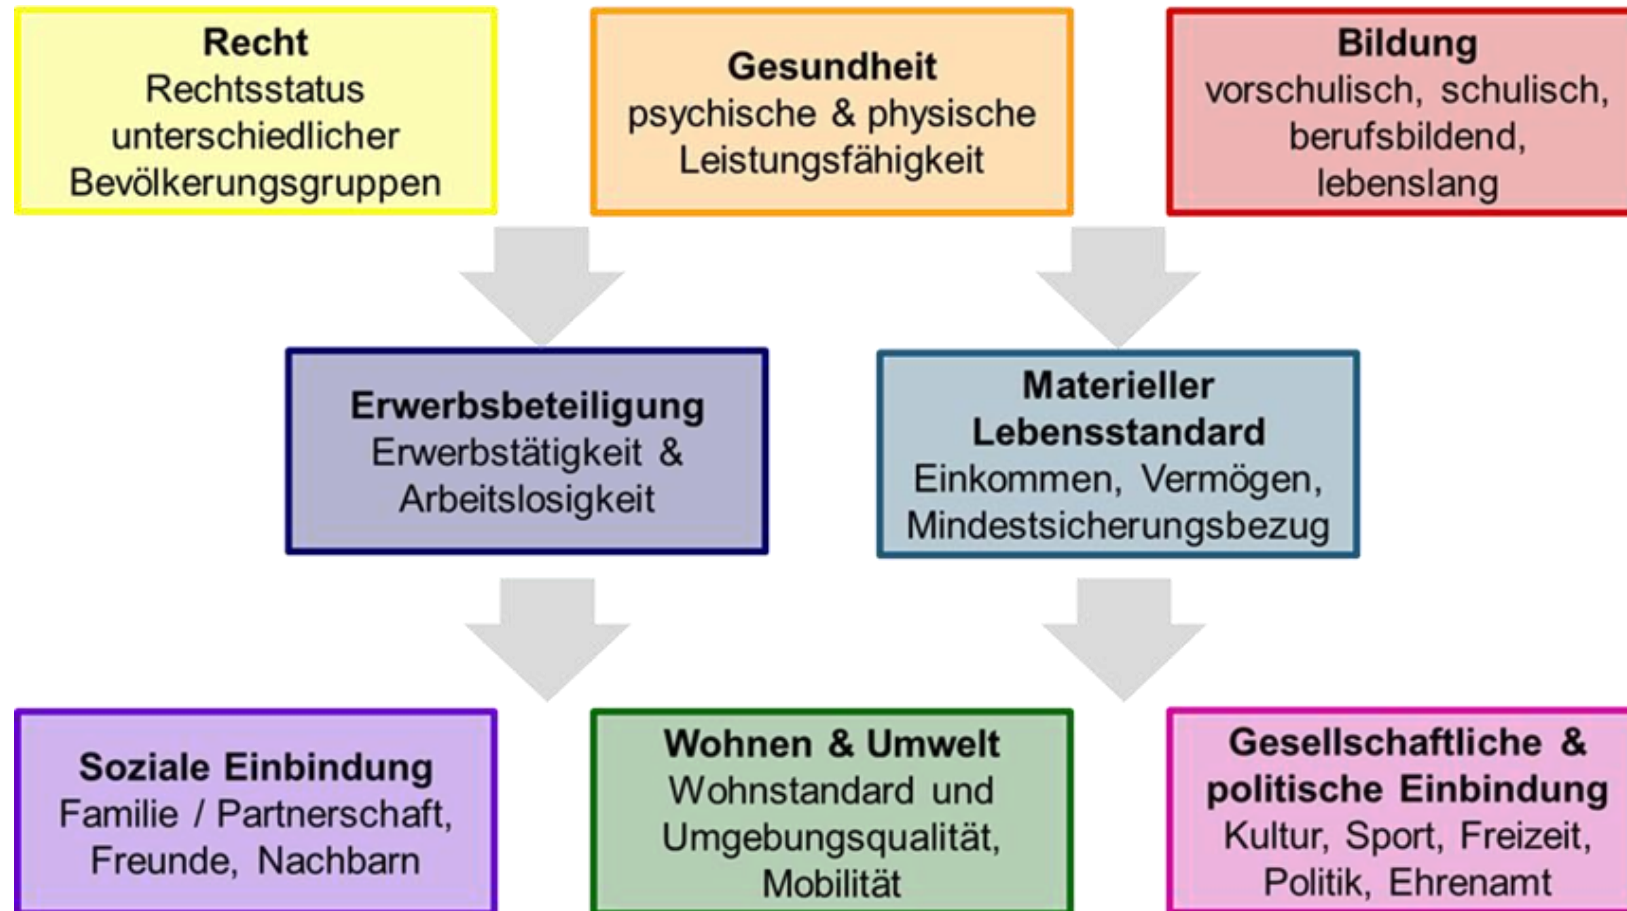 Recht
Rechtsstatus
unterschiedlicher
Bevölkerungsgruppen
Gesundheit
psychische & physische
Leistungsfähigkeit
Bildung
vorschulisch, schulisch,
berufsbildend,
lebenslang
Erwerbsbeteiligung
Erwerbstätigkeit &
Arbeitslosigkeit
Materieller
Lebensstandard
Einkommen, Vermögen,
Mindestsicherungsbezug
Soziale Einbindung
Familie / Partnerschaft,
Freunde, Nachbarn
Wohnen & Umwelt
Wohnstandard und
Umgebungsqualität,
Mobilität
Gesellschaftliche &
politische Einbindung
Kultur, Sport, Freizeit,
Politik, Ehrenamt